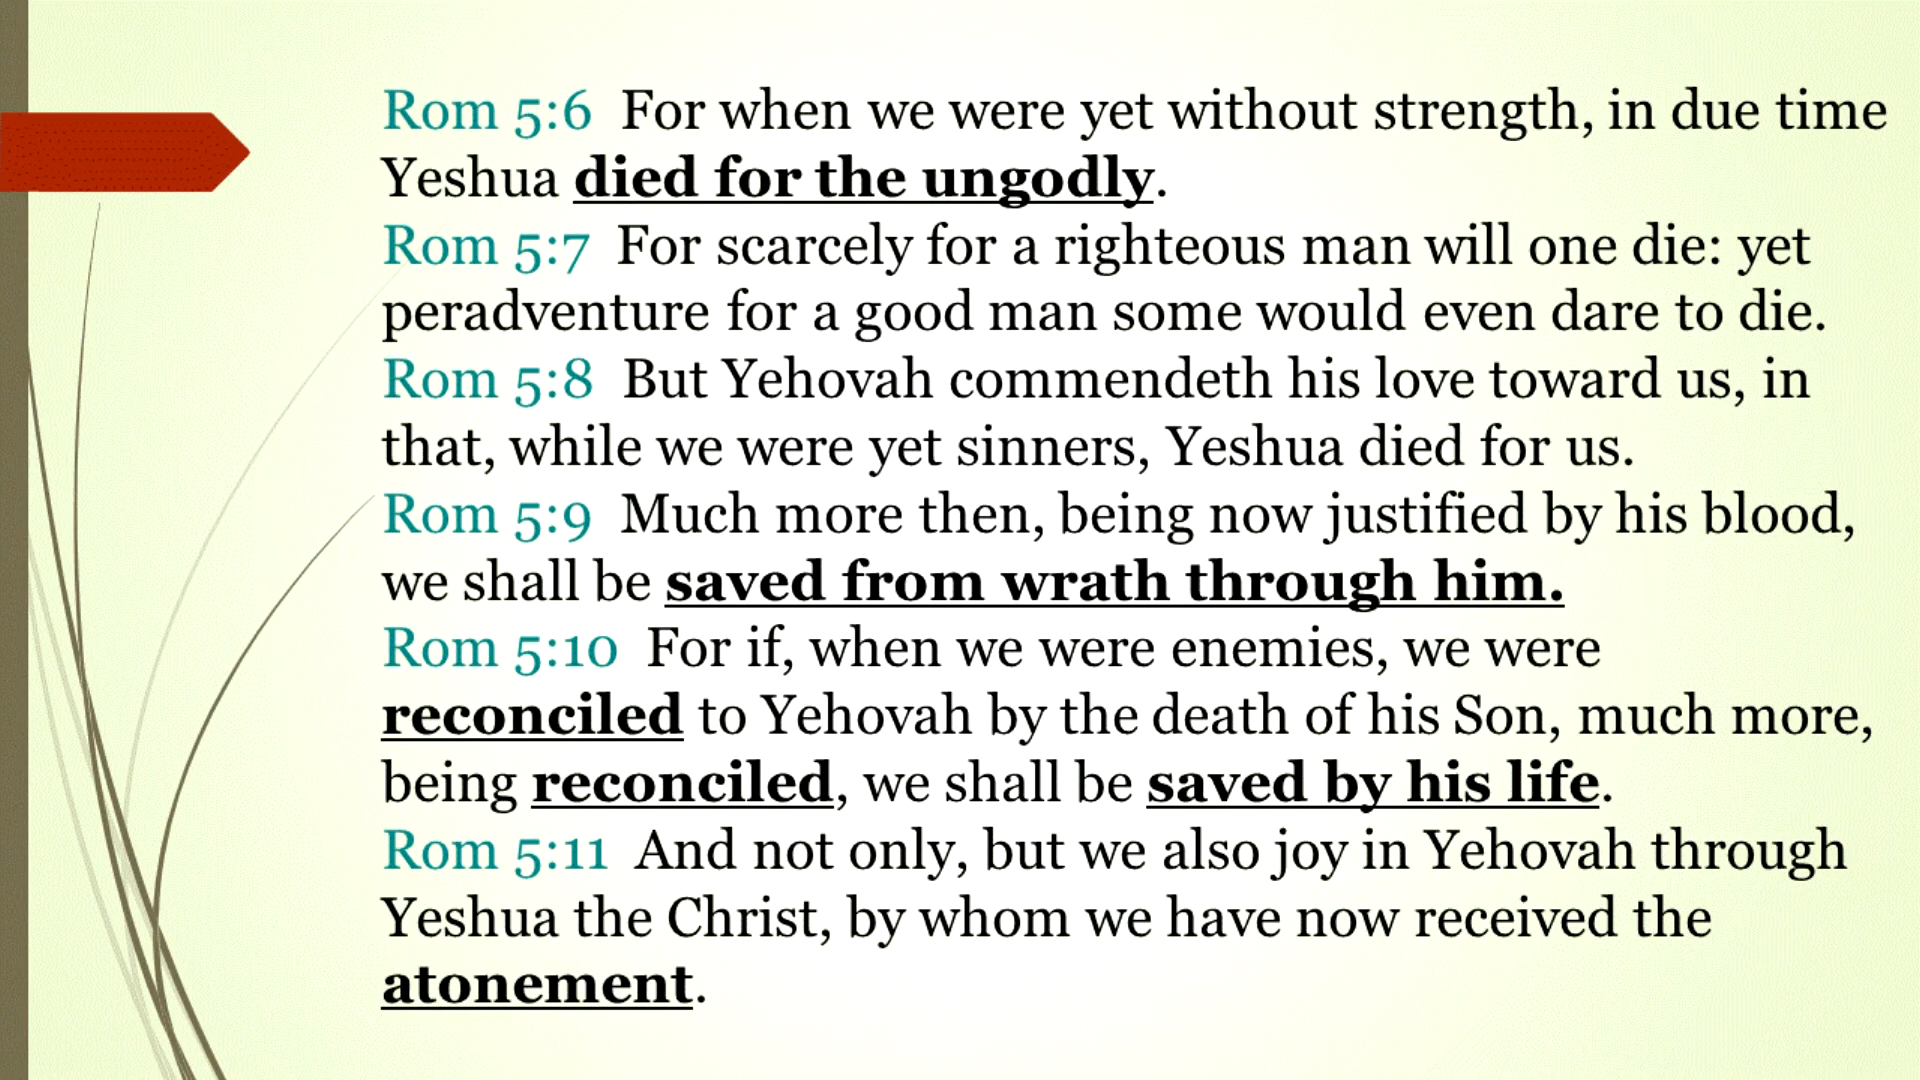 Rom 5:6  For when we were yet without strength, in due time
Yeshua died for the ungodly.
Rom 5:7  For scarcely for a righteous man will one die: yet
peradventure for a good man some would even dare to die.
Rom 5:8  But Yehovah commendeth his love toward us, in
that, while we were yet sinners, Yeshua died for us.
Rom 5:9  Much more then, being now justified by his blood,
we shall be saved from wrath through him.
Rom 5:10  For if, when we were enemies, we were
reconciled to Yehovah by the death of his Son, much more,
being reconciled, we shall be saved by his life.
Rom 5:11  And not only, but we also joy in Yehovah through
Yeshua the Christ, by whom we have now received the
atonement.